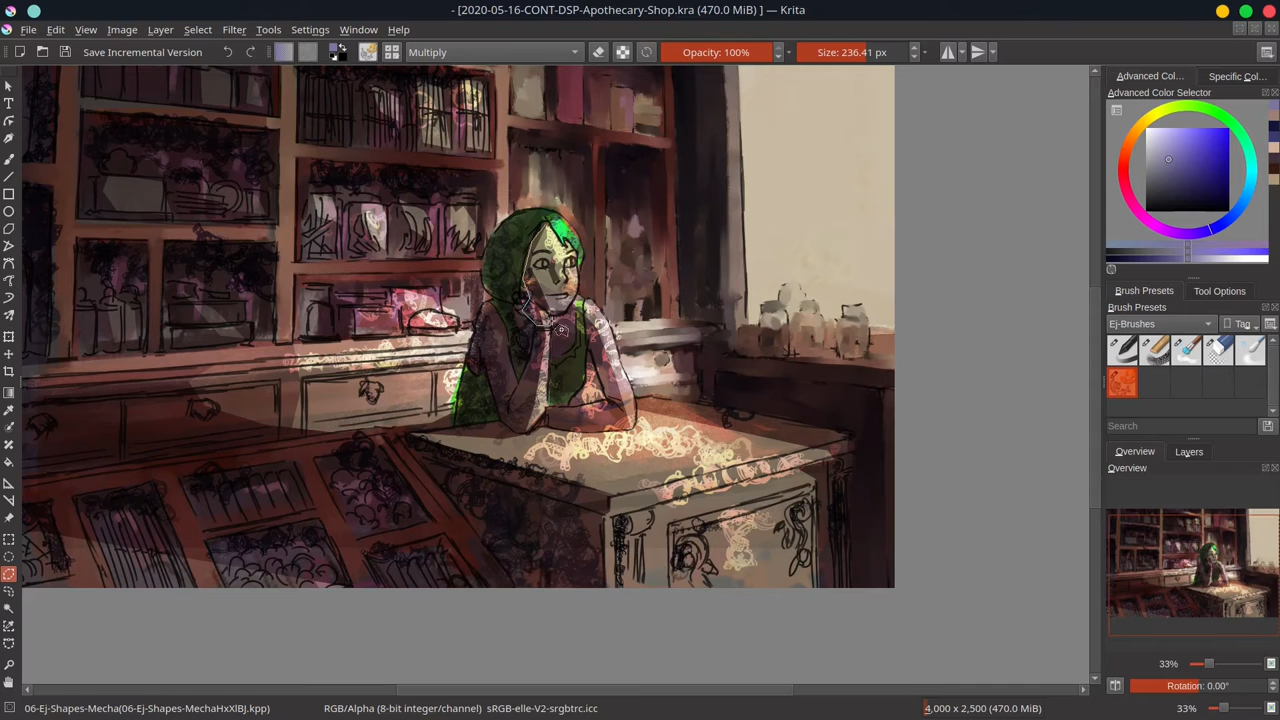 - [2020-05-16-CONT-DSP-Apothecary-Shop.kra (470.0 MiB) ] — Krita
File Edit View Image Layer Select Filter Tools Settings Window Help
Save Incremental Version Multiply Opacity: 100% Size: 236.41 px
Advanced Col... Specific Col...
Advanced Color Selector
Brush Presets Tool Options
Brush Presets
Ej-Brushes Tag
Search
Overview Layers
Overview
33%
Rotation: 0.00°
06-Ej-Shapes-Mecha(06-Ej-Shapes-MechaHxXlBJ.kpp) RGB/Alpha (8-bit integer/channel) sRGB-elle-V2-srgbtrc.icc 4,000 x 2,500 (470.0 MiB) 33%